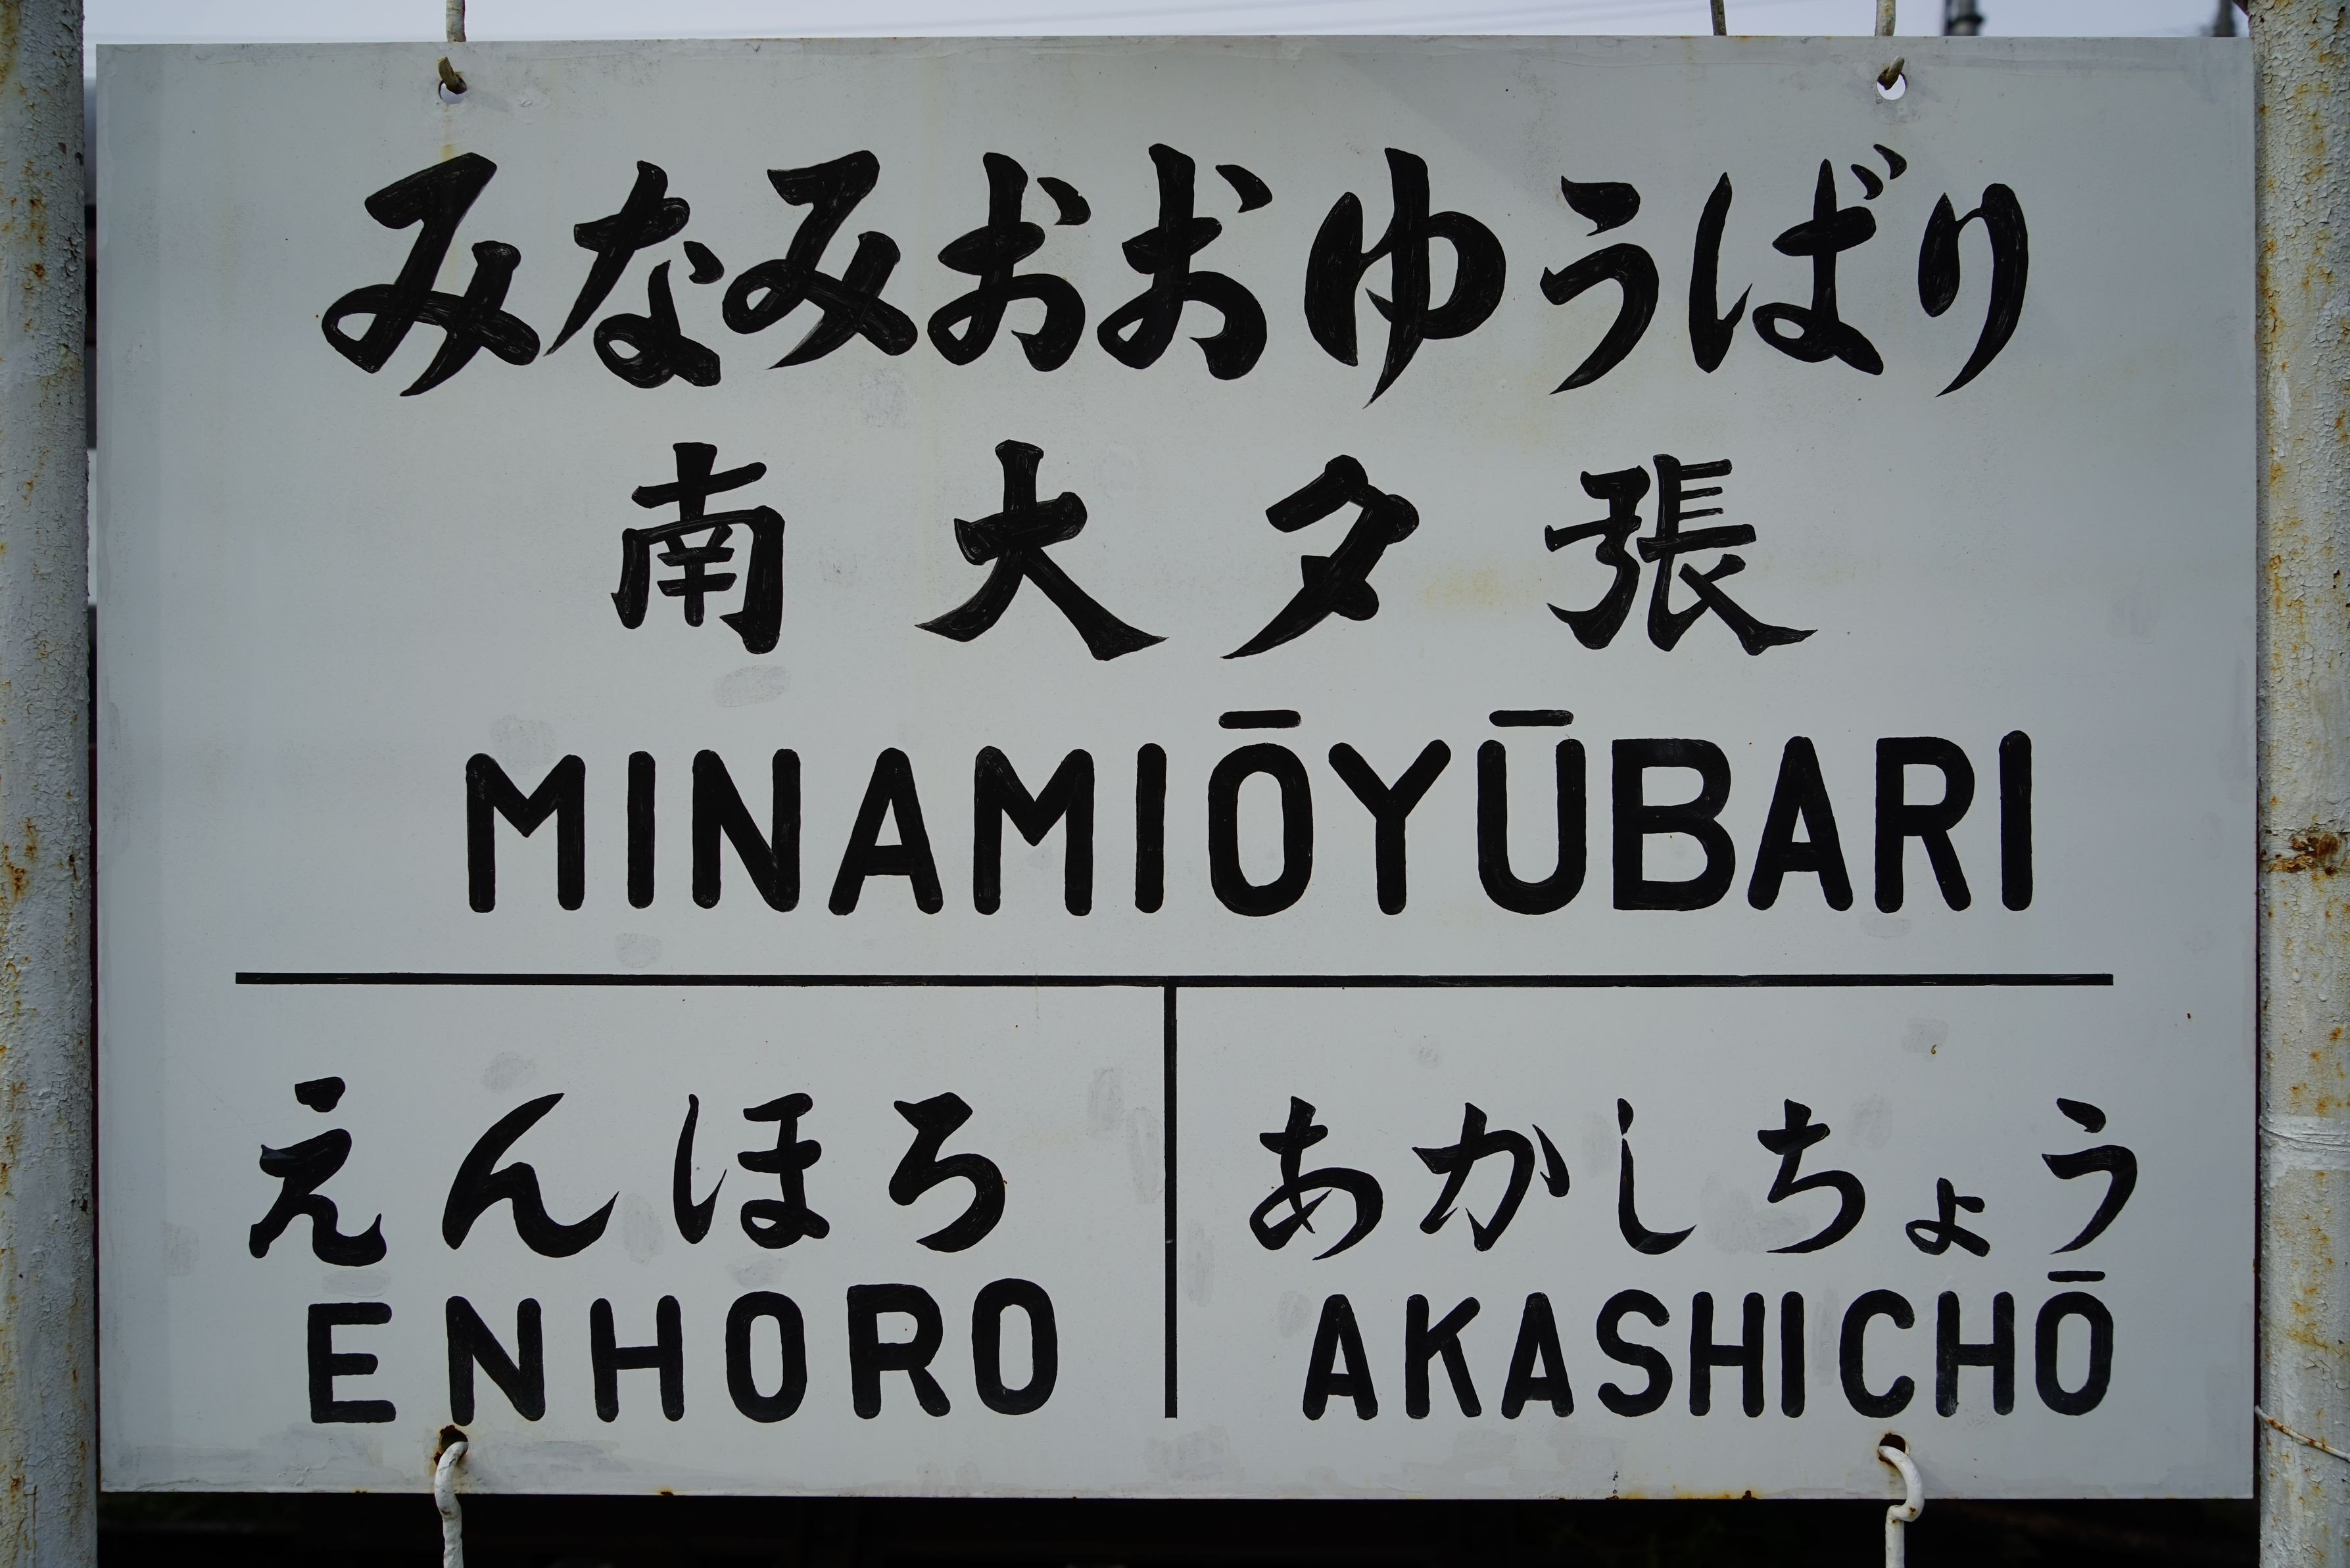 みなみおおゆうばり
南大夕張
MINAMIŌYŪBARI
えんほろ
ENHORO
あかしちょう
AKASHICHŌ